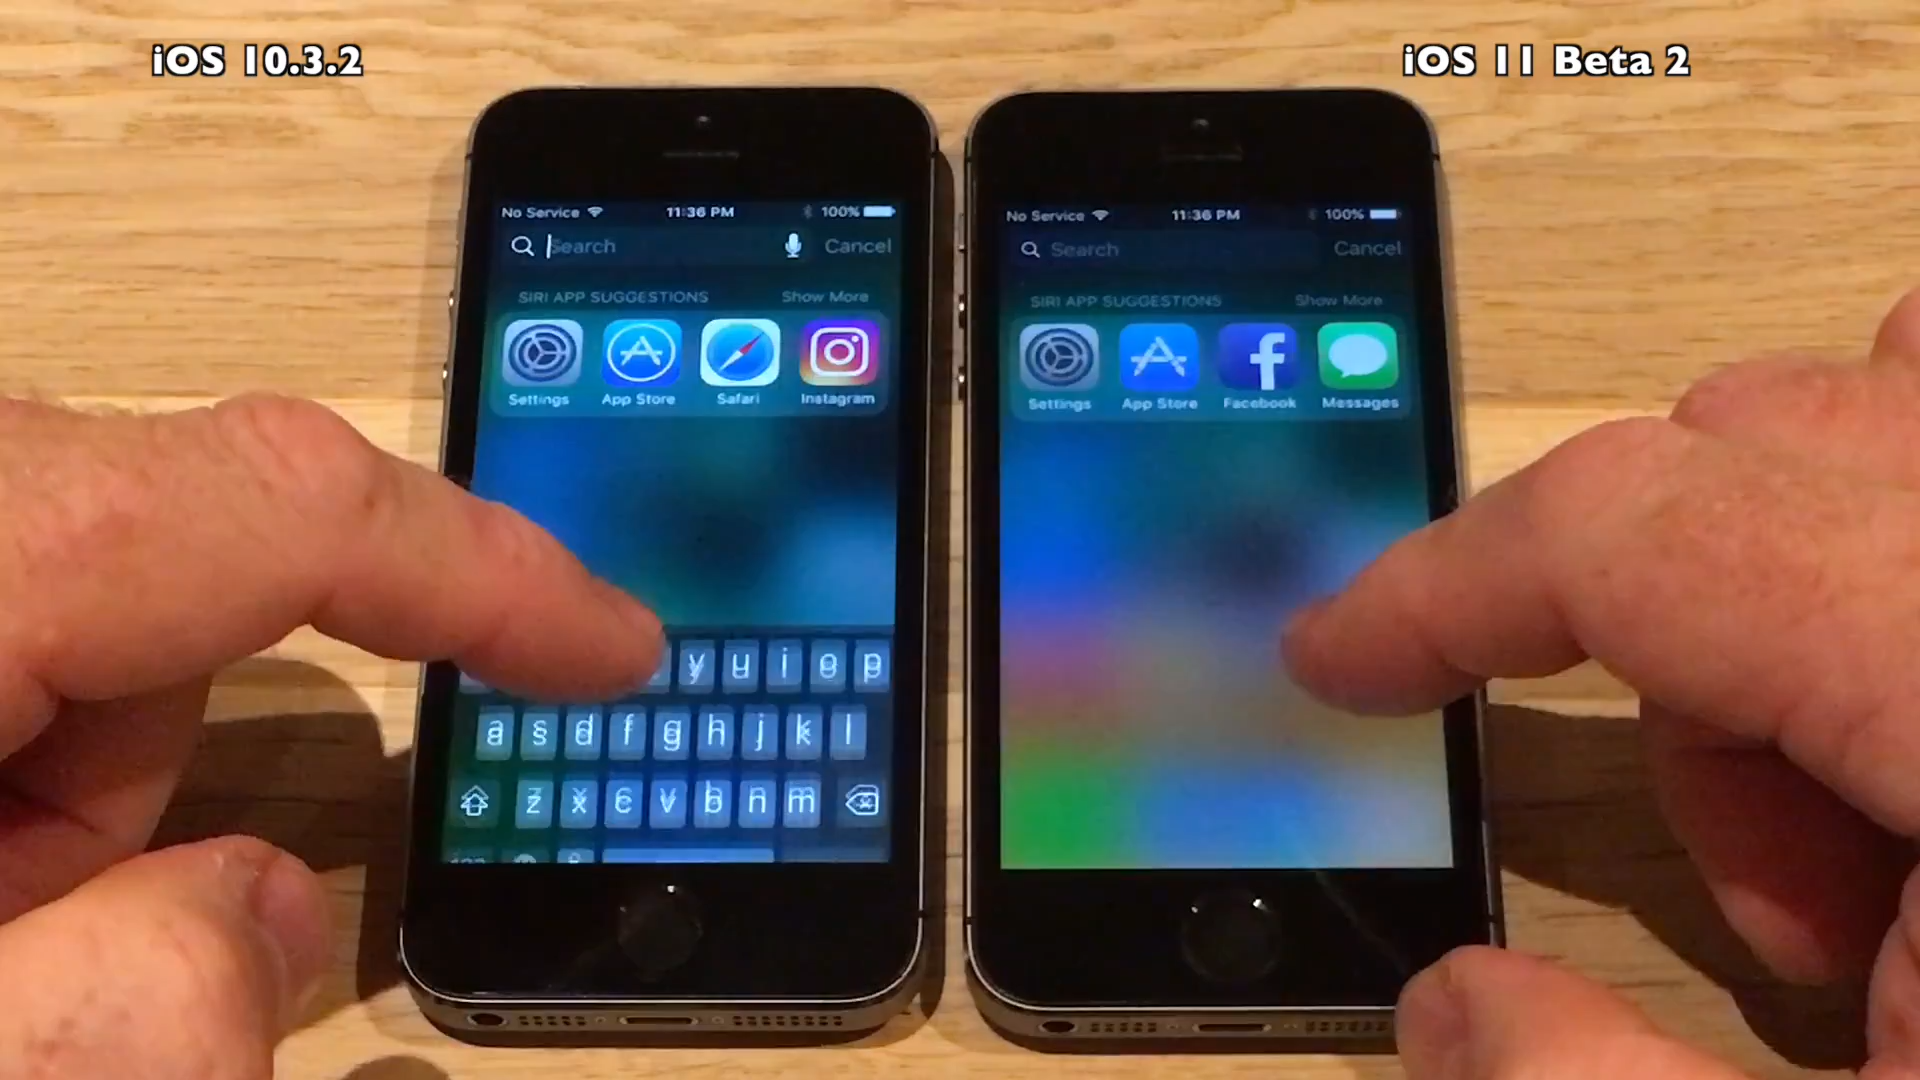 iOS 10.3.2
iOS 11 Beta 2
No Service 11:36 PM 100%
Search Cancel
SIRI APP SUGGESTIONS Show More
Settings App Store Safari Instagram
y u i o p
a s d f g h j k l
z x c v b n m
No Service 11:36 PM 100%
Search Cancel
SIRI APP SUGGESTIONS Show More
Settings App Store Facebook Messages